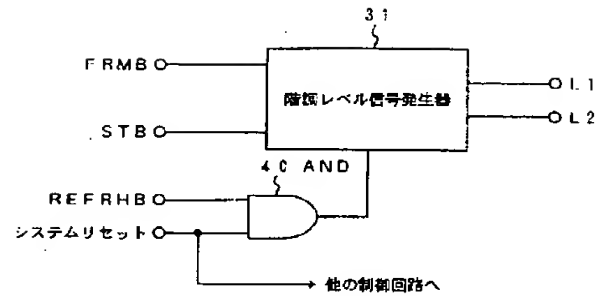 31
FRMB
階調レベル信号発生器
L1
STB
L2
40 AND
REFRHB
システムリセット
他の制御回路へ